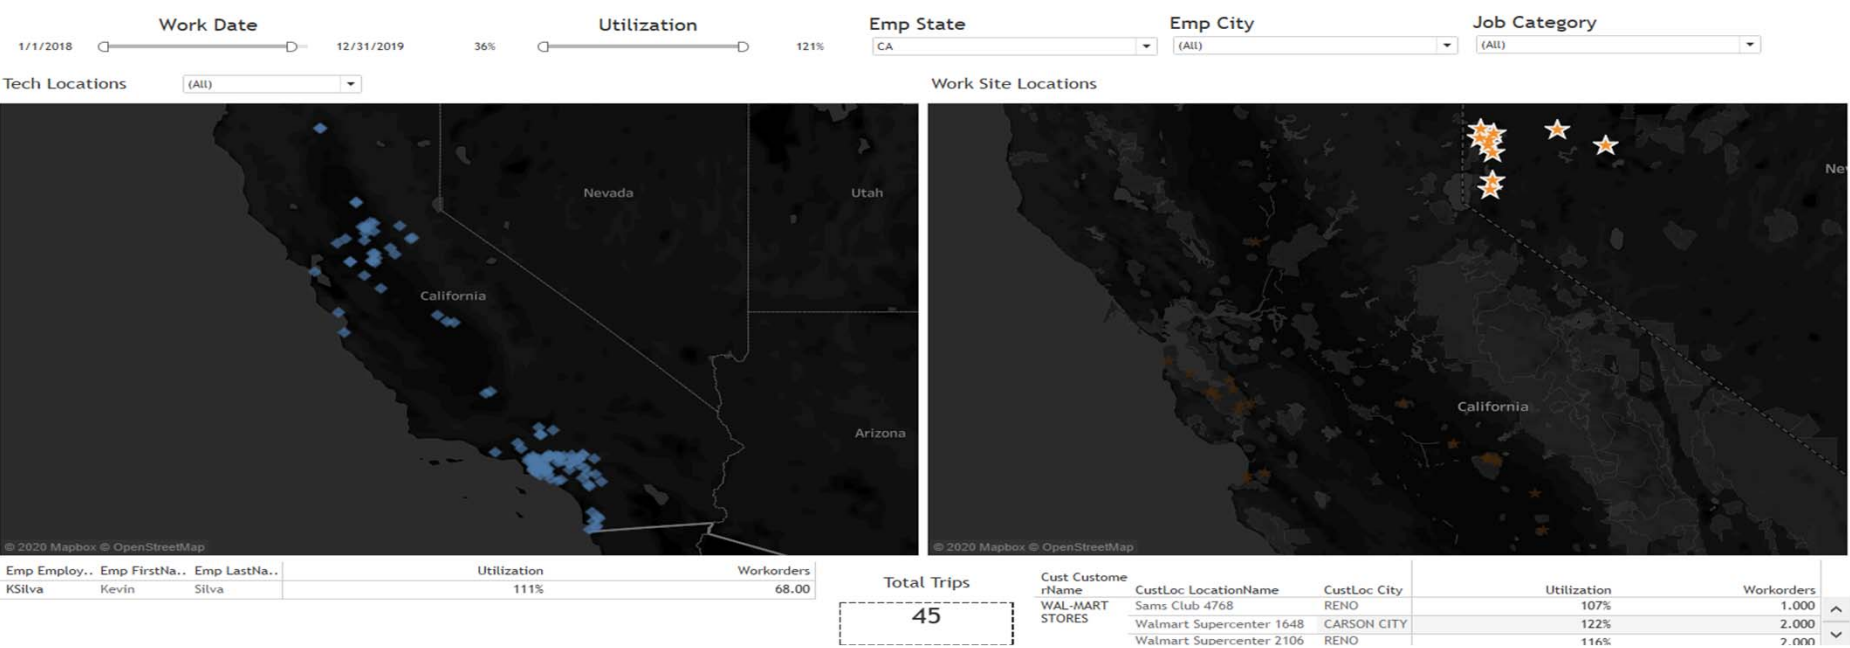 Work Date
Utilization
Emp State
Emp City
Job Category
1/1/2018
12/31/2019
36%
121%
CA
(All)
(All)
Tech Locations
(All)
Work Site Locations
Nevada
Utah
California
Arizona
© 2020 Mapbox © OpenStreetMap
Nev
California
© 2020 Mapbox © OpenStreetMap
Emp Employ.. Emp FirstNa.. Emp LastNa.. Utilization Workorders
KSilva Kevin Silva 111% 68.00
Total Trips
45
Cust Custome
rName CustLoc LocationName CustLoc City Utilization Workorders
WAL-MART
STORES
Sams Club 4768 RENO 107% 1.000
Walmart Supercenter 1648 CARSON CITY 122% 2.000
Walmart Supercenter 2106 RENO 116% 2.000